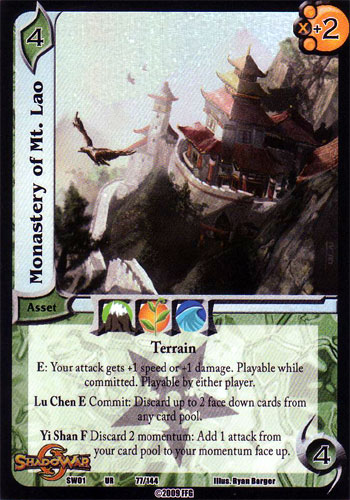 4
X +2
Monastery of Mt. Lao
Asset
Terrain
E: Your attack gets +1 speed or +1 damage. Playable while
committed. Playable by either player.
Lu Chen E Commit: Discard up to 2 face down cards from
any card pool.
Yi Shan F Discard 2 momentum: Add 1 attack from
your card pool to your momentum face up.
4
SHADOWAR
SW01 UR 77/144 Illus. Ryan Barger
©2009 FFG